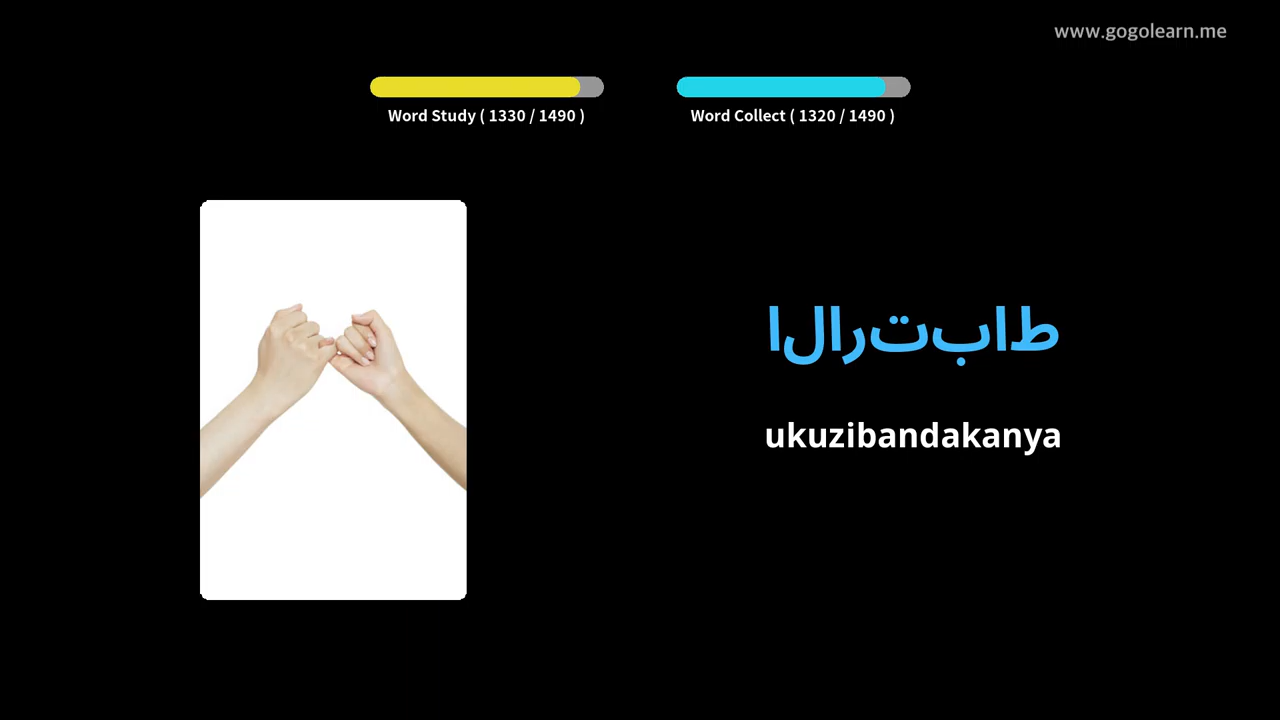 www.gogolearn.me
Word Study ( 1330 / 1490 )
Word Collect ( 1320 / 1490 )
الارتباط
ukuzibandakanya